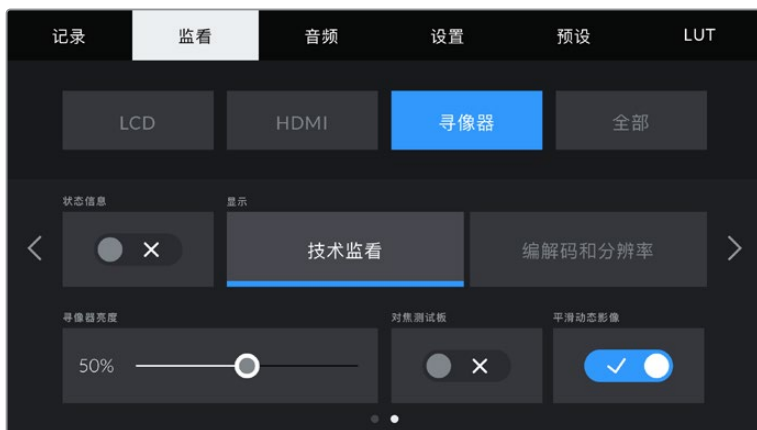 记录 监看 音频 设置 预设 LUT
LCD HDMI 寻像器 全部
状态信息 显示
技术监看 编解码和分辨率
寻像器亮度 对焦测试板 平滑动态影像
50%